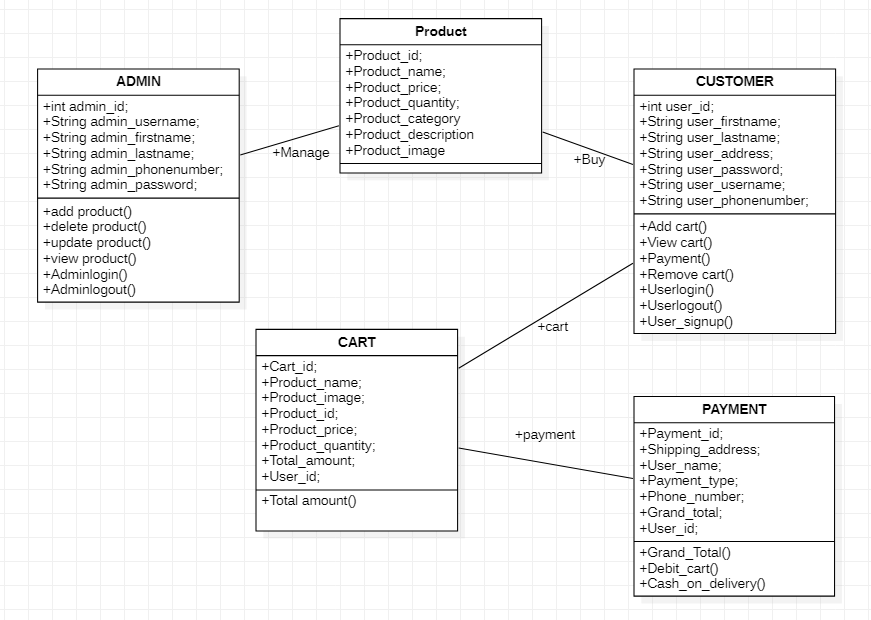 Product
+Product_id;
+Product_name;
+Product_price;
+Product_quantity;
+Product_category
+Product_description
+Product_image
ADMIN
+int admin_id;
+String admin_username;
+String admin_firstname;
+String admin_lastname;
+String admin_phonenumber;
+String admin_password;
+add product()
+delete product()
+update product()
+view product()
+Adminlogin()
+Adminlogout()
+Manage
+Buy
CUSTOMER
+int user_id;
+String user_firstname;
+String user_lastname;
+String user_address;
+String user_password;
+String user_username;
+String user_phonenumber;
+Add cart()
+View cart()
+Payment()
+Remove cart()
+Userlogin()
+Userlogout()
+User_signup()
+cart
CART
+Cart_id;
+Product_name;
+Product_image;
+Product_id;
+Product_price;
+Product_quantity;
+Total_amount;
+User_id;
+Total amount()
+payment
PAYMENT
+Payment_id;
+Shipping_address;
+User_name;
+Payment_type;
+Phone_number;
+Grand_total;
+User_id;
+Grand_Total()
+Debit_cart()
+Cash_on_delivery()